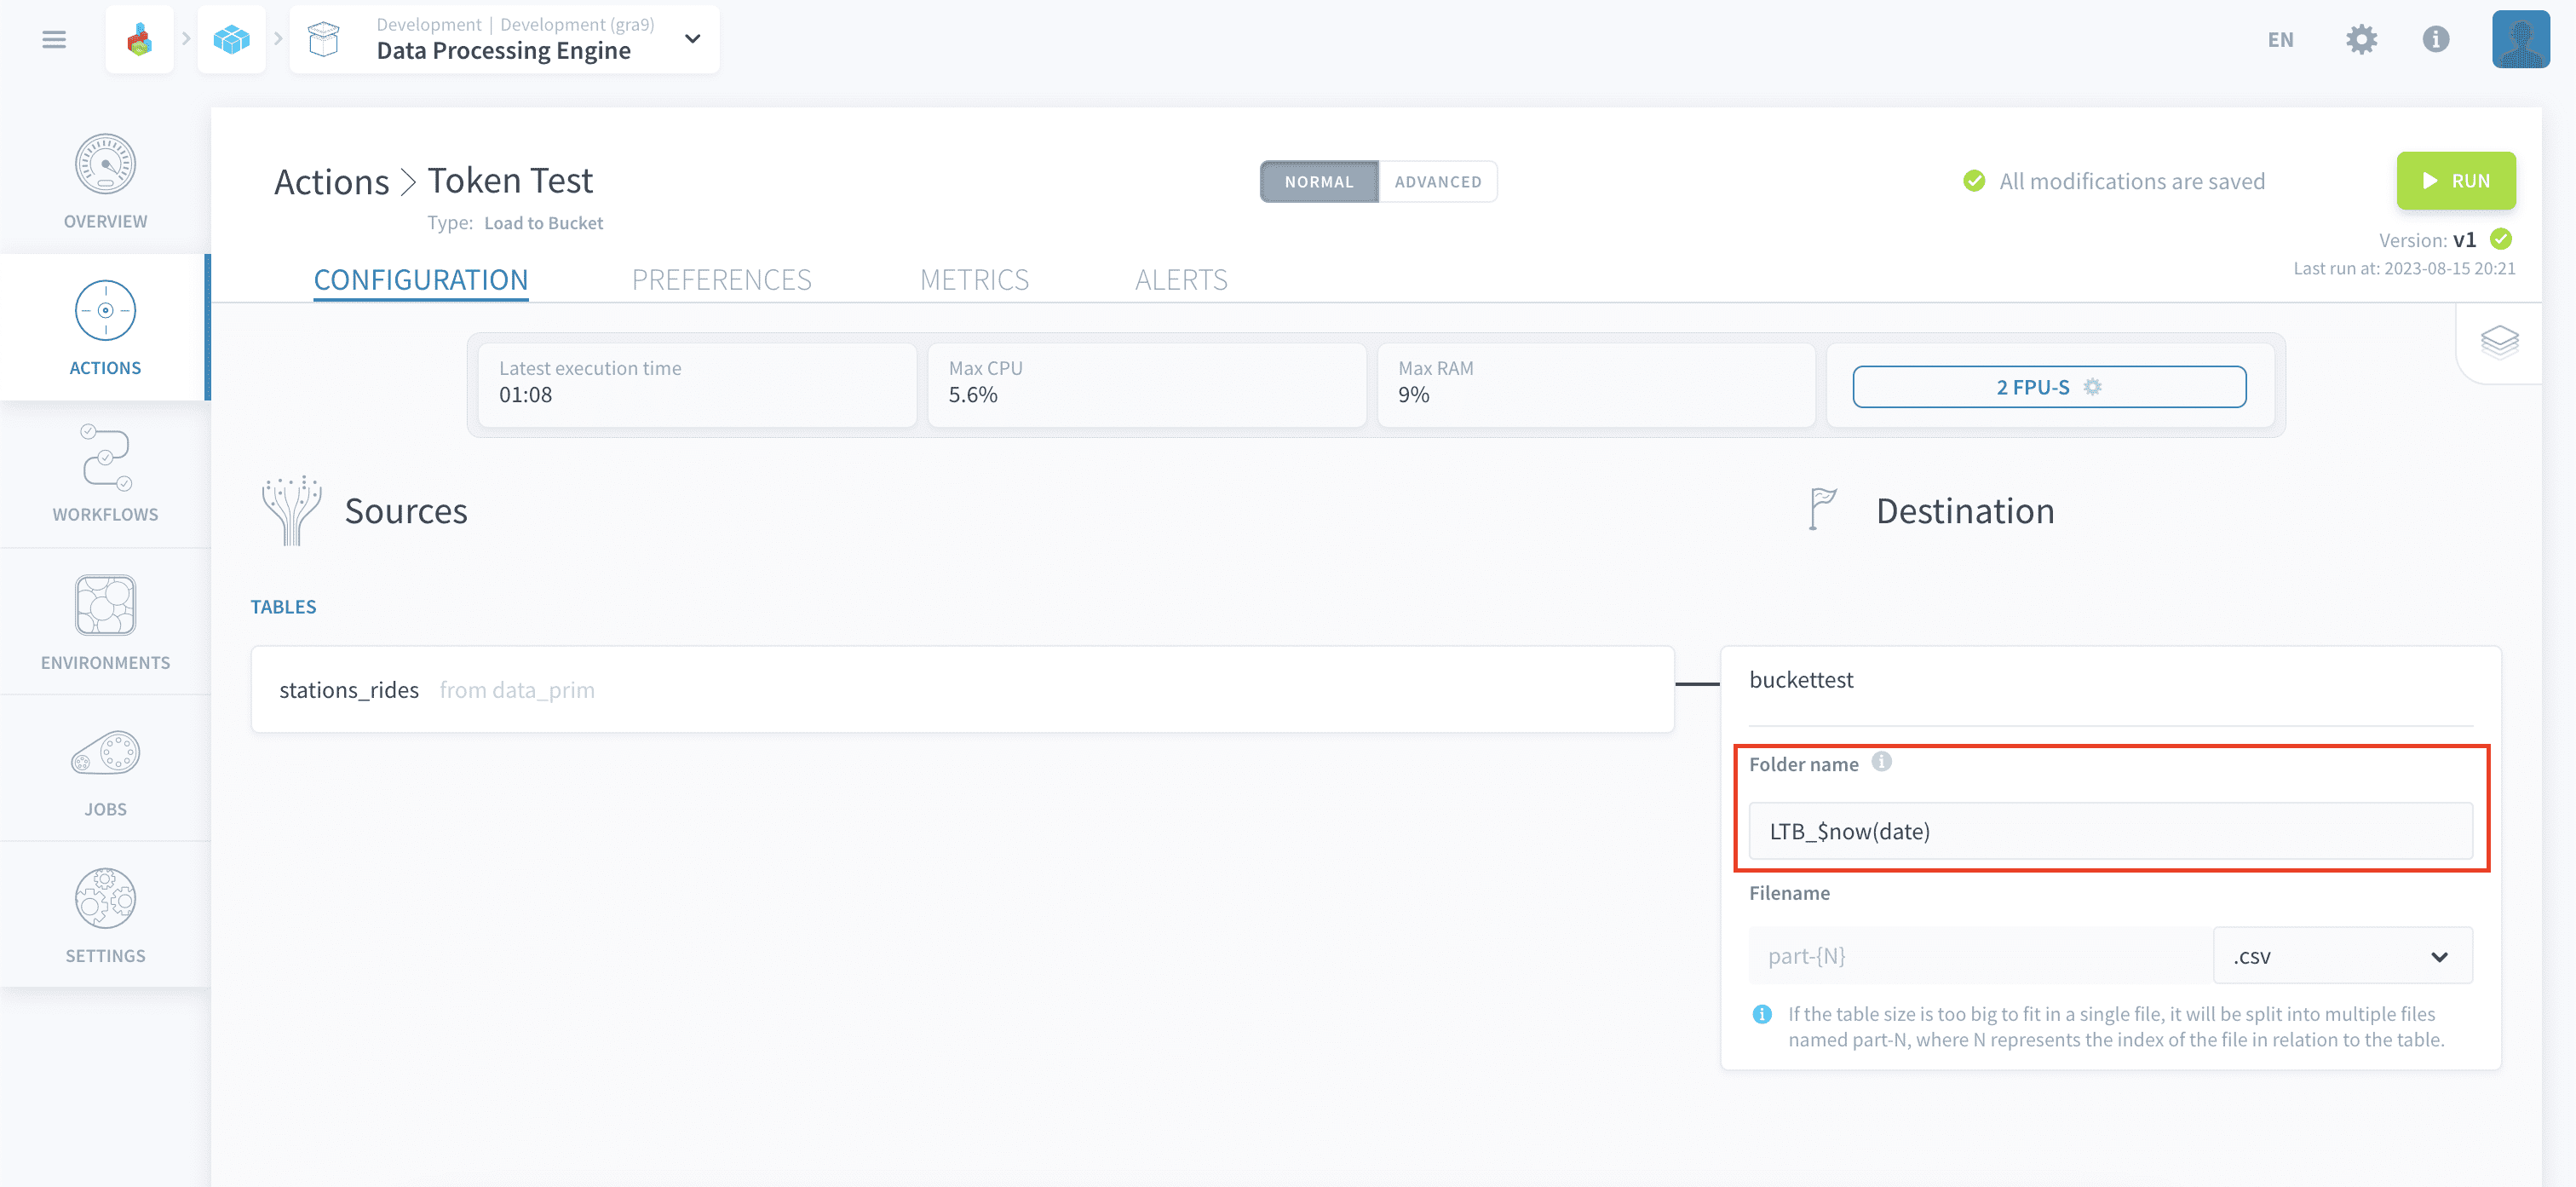 Development | Development (gra9)
Data Processing Engine
EN
OVERVIEW
ACTIONS
WORKFLOWS
ENVIRONMENTS
JOBS
SETTINGS
Actions > Token Test
Type: Load to Bucket
NORMAL
ADVANCED
All modifications are saved
RUN
Version: v1
Last run at: 2023-08-15 20:21
CONFIGURATION
PREFERENCES
METRICS
ALERTS
Latest execution time
01:08
Max CPU
5.6%
Max RAM
9%
2 FPU-S
Sources
Destination
TABLES
stations_rides from data_prim
buckettest
Folder name
LTB_$now(date)
Filename
part-{N}
.csv
If the table size is too big to fit in a single file, it will be split into multiple files
named part-N, where N represents the index of the file in relation to the table.